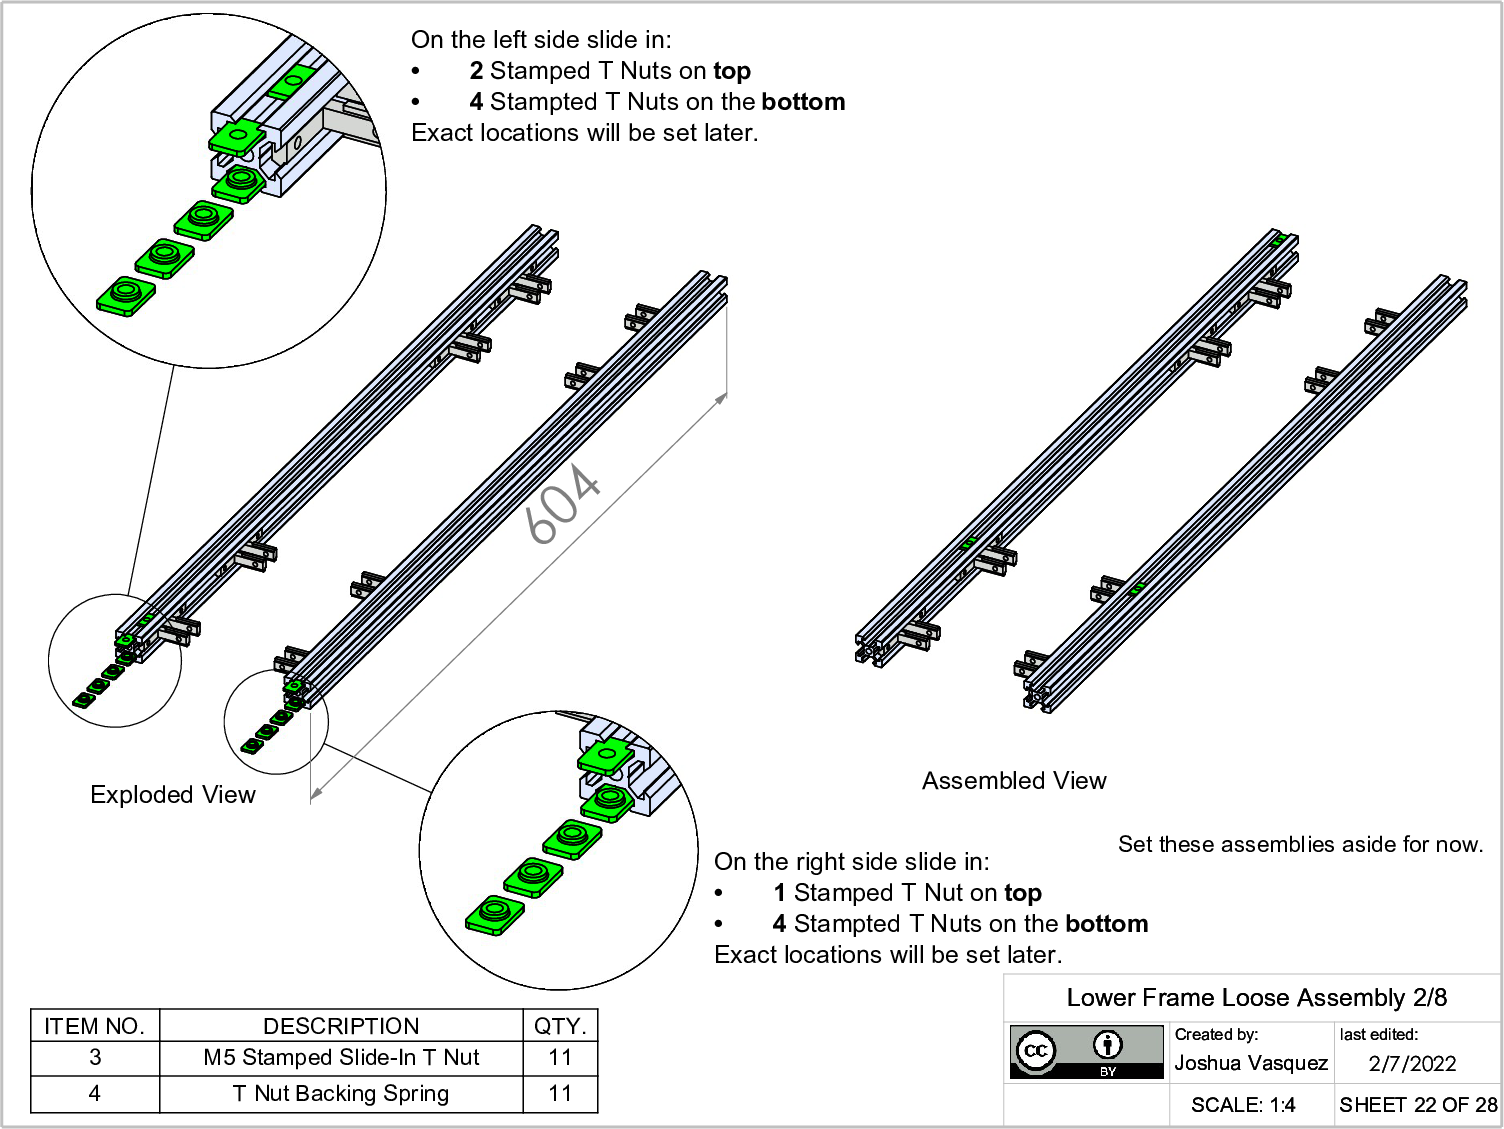 On the left side slide in:
• 2 Stamped T Nuts on top
• 4 Stampted T Nuts on the bottom
Exact locations will be set later.
604
Exploded View
Assembled View
Set these assemblies aside for now.
On the right side slide in:
• 1 Stamped T Nut on top
• 4 Stampted T Nuts on the bottom
Exact locations will be set later.
ITEM NO. DESCRIPTION QTY.
3 M5 Stamped Slide-In T Nut 11
4 T Nut Backing Spring 11
Lower Frame Loose Assembly 2/8
cc BY
Created by:
Joshua Vasquez
last edited:
2/7/2022
SCALE: 1:4
SHEET 22 OF 28